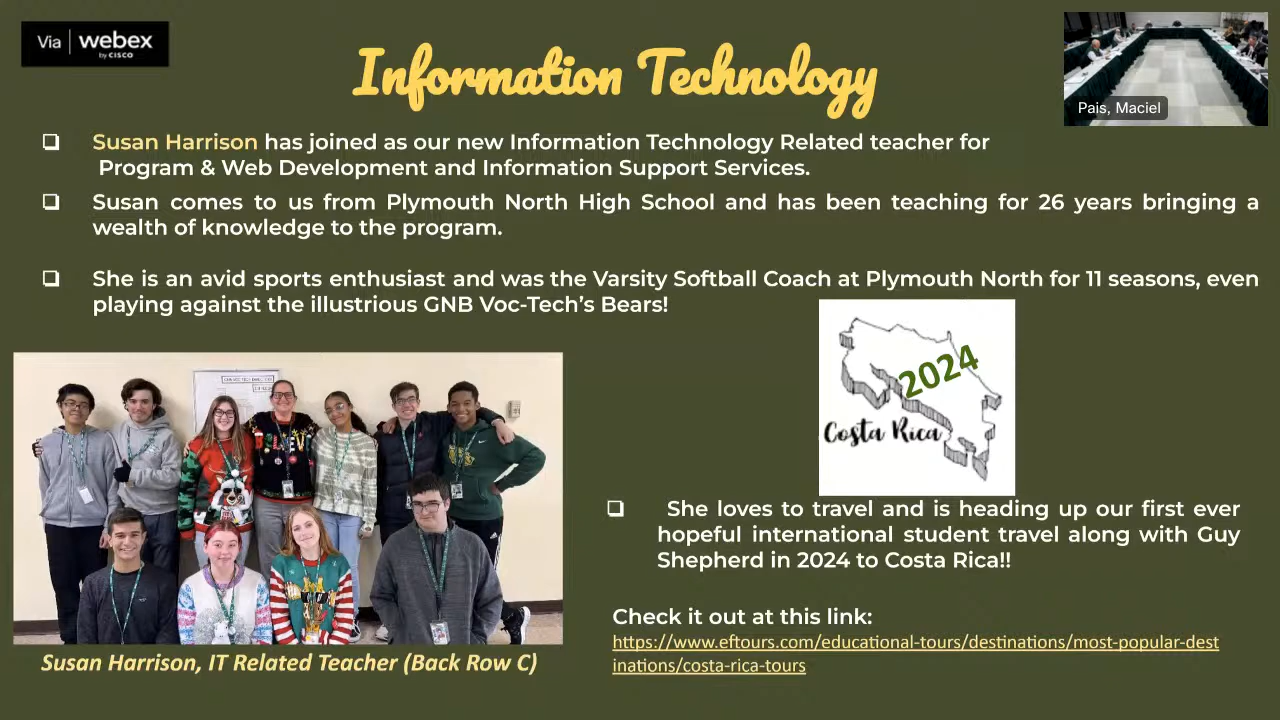 Via | webex
by CISCO
Information Technology
Pais, Maciel
❑ Susan Harrison has joined as our new Information Technology Related teacher for
Program & Web Development and Information Support Services.
❑ Susan comes to us from Plymouth North High School and has been teaching for 26 years bringing a
wealth of knowledge to the program.
❑ She is an avid sports enthusiast and was the Varsity Softball Coach at Plymouth North for 11 seasons, even
playing against the illustrious GNB Voc-Tech's Bears!
2024
Costa Rica
❑ She loves to travel and is heading up our first ever
hopeful international student travel along with Guy
Shepherd in 2024 to Costa Rica!!
Check it out at this link:
https://www.eftours.com/educational-tours/destinations/most-popular-dest
inations/costa-rica-tours
Susan Harrison, IT Related Teacher (Back Row C)